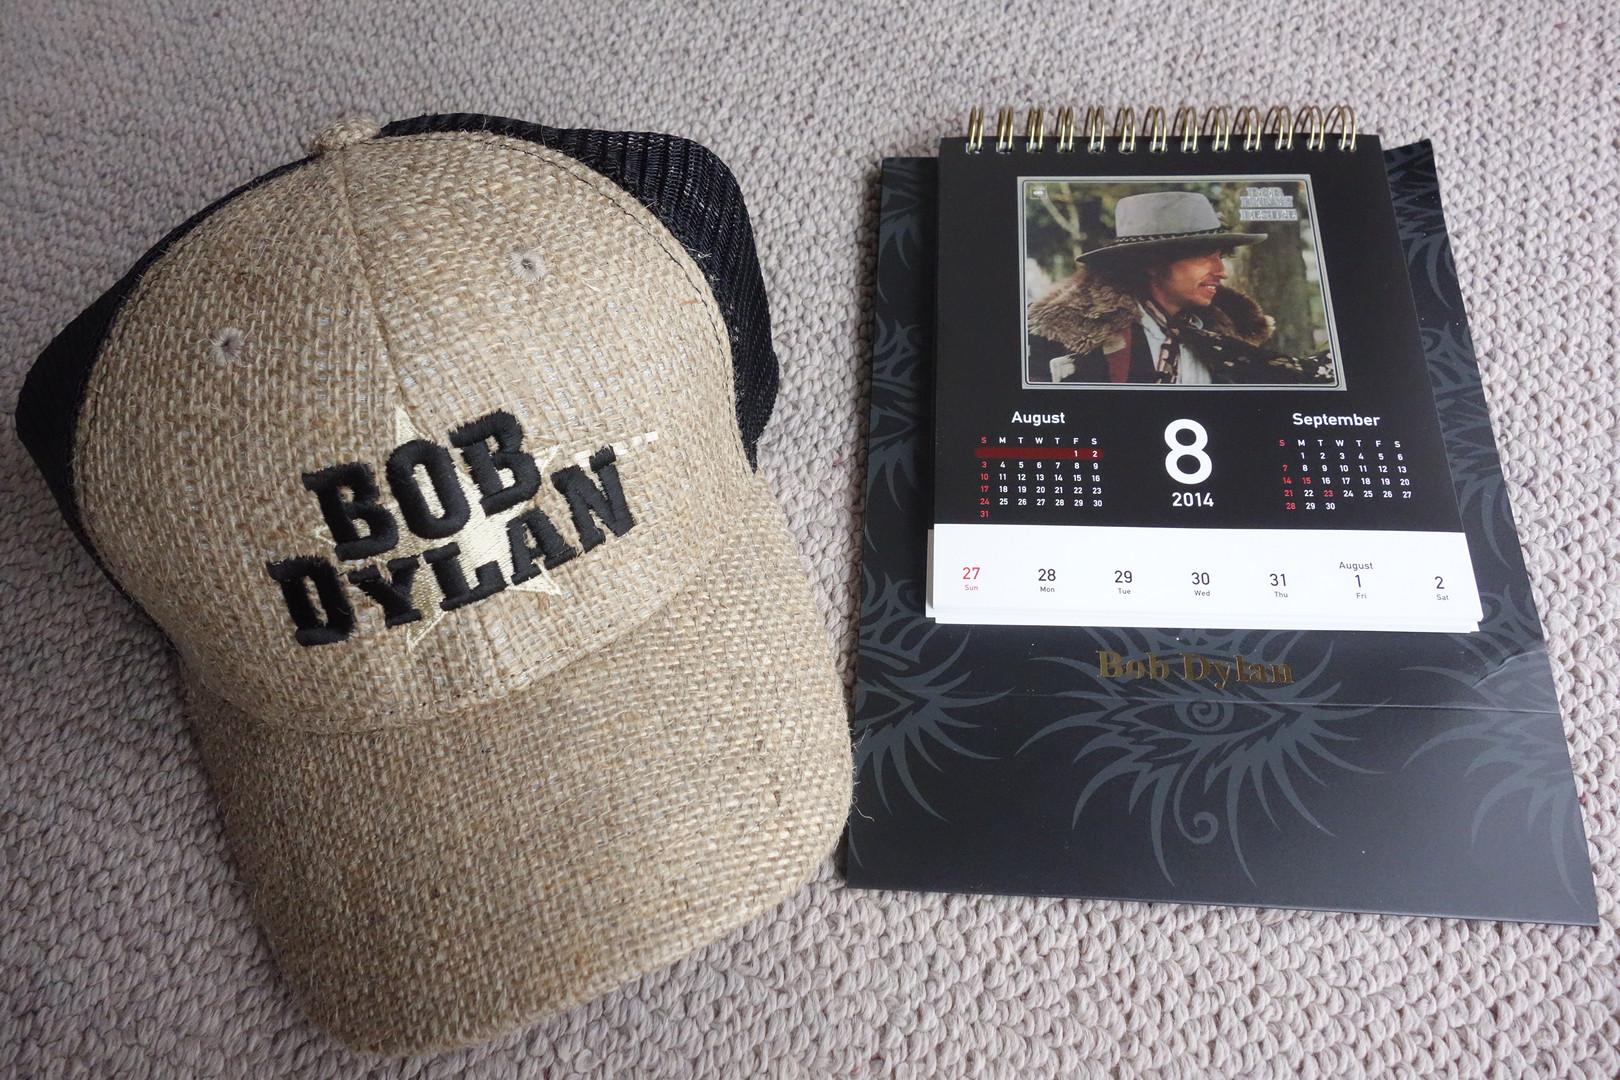 BOB
DYLAN
BOB
DYLAN
DESIRE
August
S M T W T F S
1 2
3 4 5 6 7 8 9
10 11 12 13 14 15 16
17 18 19 20 21 22 23
24 25 26 27 28 29 30
31
8
2014
September
S M T W T F S
1 2 3 4 5 6
7 8 9 10 11 12 13
14 15 16 17 18 19 20
21 22 23 24 25 26 27
28 29 30
27 28 29 30 31 August 1 2
Sun Mon Tue Wed Thu Fri Sat
Bob Dylan